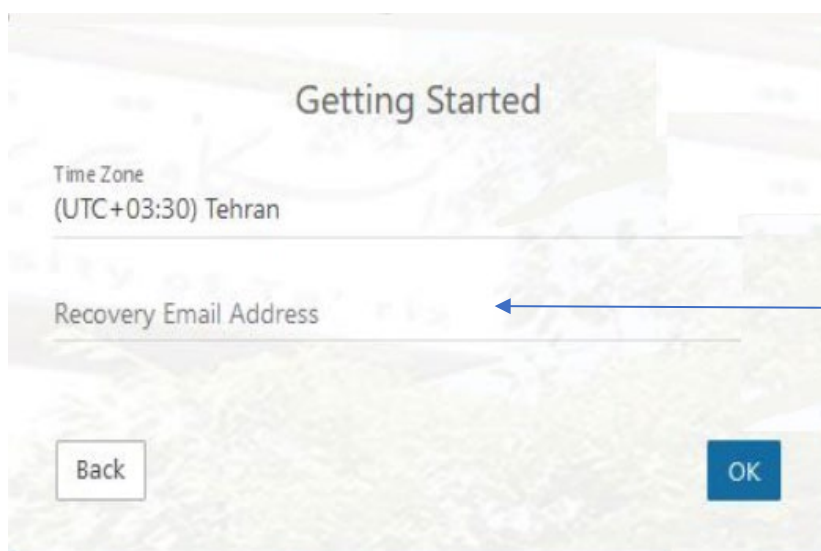 Getting Started
Time Zone
(UTC+03:30) Tehran
Recovery Email Address
Back
OK